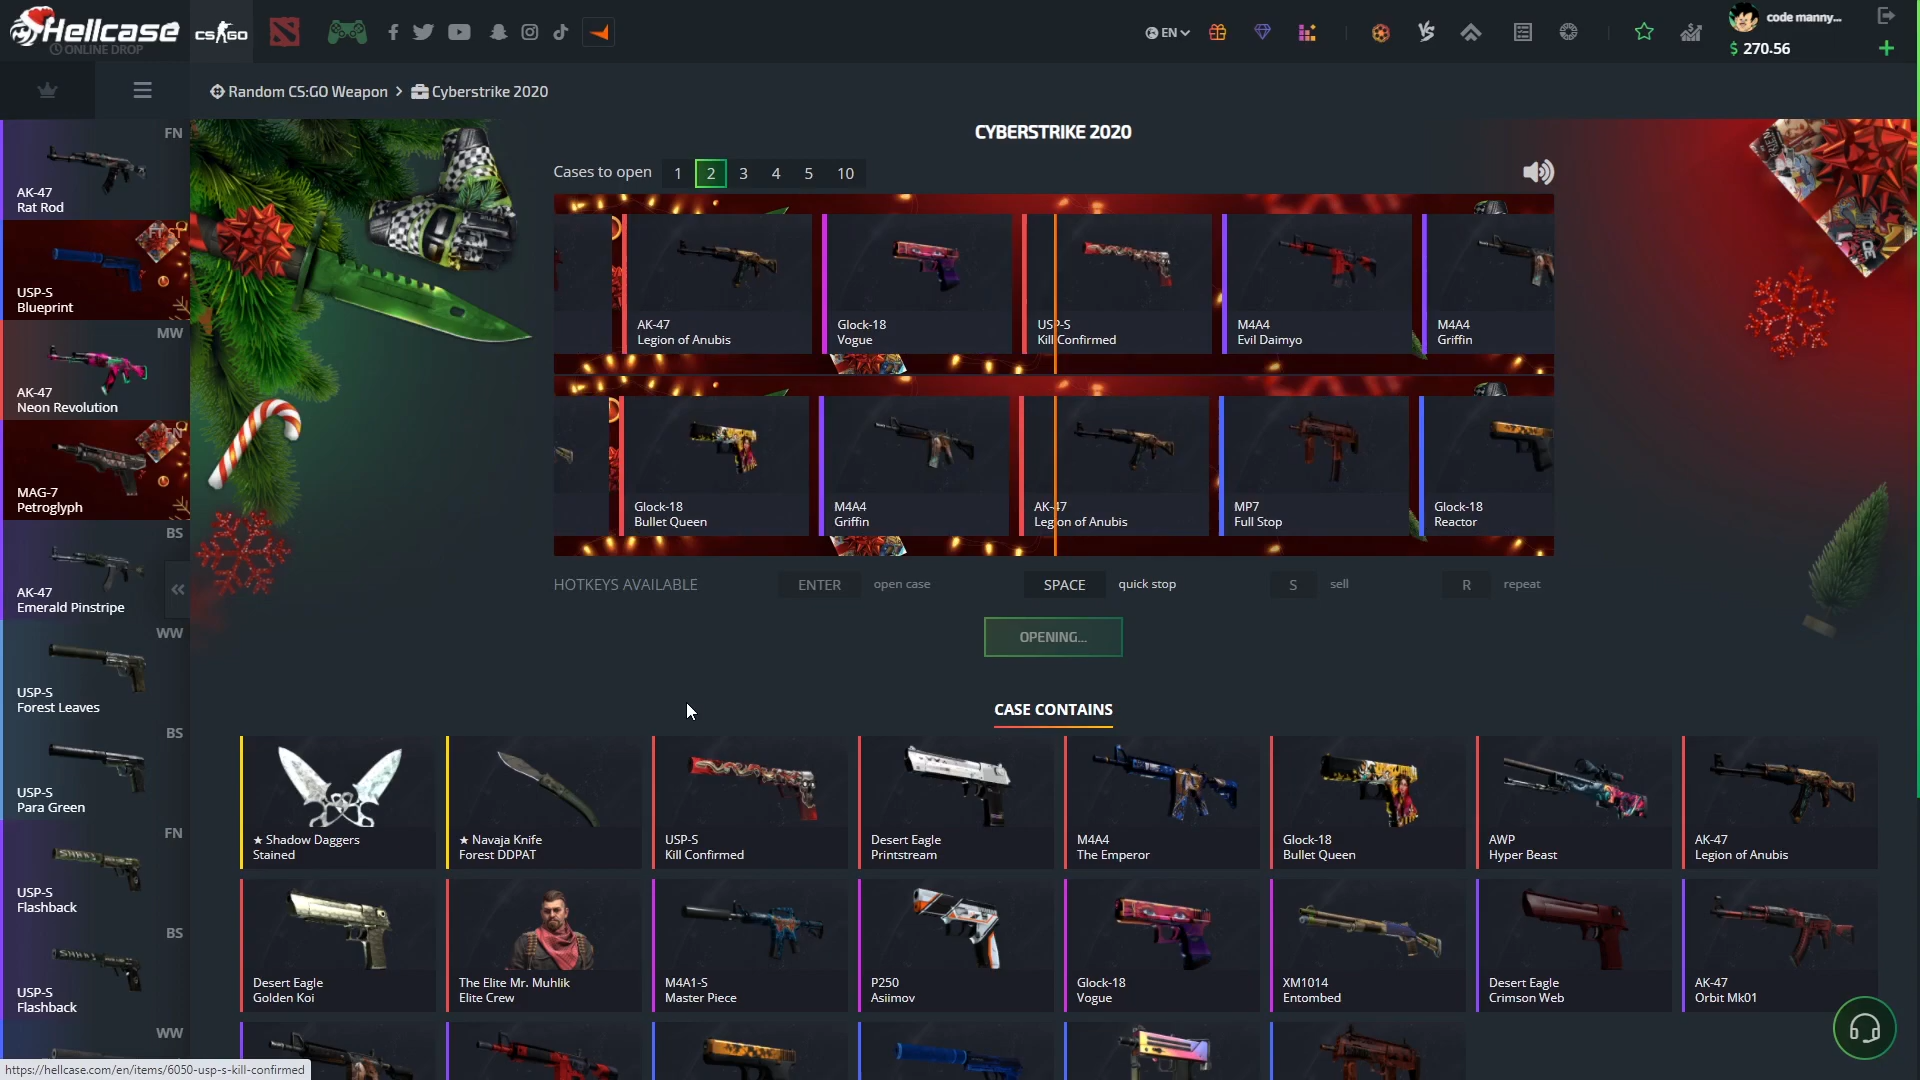 Hellcase
ONLINE DROP
CS:GO
EN
code manny...
$ 270.56
Random CS:GO Weapon > Cyberstrike 2020
CYBERSTRIKE 2020
Cases to open 1 2 3 4 5 10
FN
AK-47
Rat Rod
USP-S
Blueprint
MW
AK-47
Neon Revolution
FN
MAG-7
Petroglyph
BS
AK-47
Emerald Pinstripe
WW
USP-S
Forest Leaves
BS
USP-S
Para Green
FN
USP-S
Flashback
BS
USP-S
Flashback
WW
AK-47
Legion of Anubis
Glock-18
Vogue
USP-S
Kill Confirmed
M4A4
Evil Daimyo
M4A4
Griffin
Glock-18
Bullet Queen
M4A4
Griffin
AK-47
Legion of Anubis
MP7
Full Stop
Glock-18
Reactor
HOTKEYS AVAILABLE ENTER open case SPACE quick stop S sell R repeat
OPENING...
CASE CONTAINS
★ Shadow Daggers
Stained
★ Navaja Knife
Forest DDPAT
USP-S
Kill Confirmed
Desert Eagle
Printstream
M4A4
The Emperor
Glock-18
Bullet Queen
AWP
Hyper Beast
AK-47
Legion of Anubis
Desert Eagle
Golden Koi
The Elite Mr. Muhlik
Elite Crew
M4A1-S
Master Piece
P250
Asiimov
Glock-18
Vogue
XM1014
Entombed
Desert Eagle
Crimson Web
AK-47
Orbit Mk01
https://hellcase.com/en/items/6050-usp-s-kill-confirmed